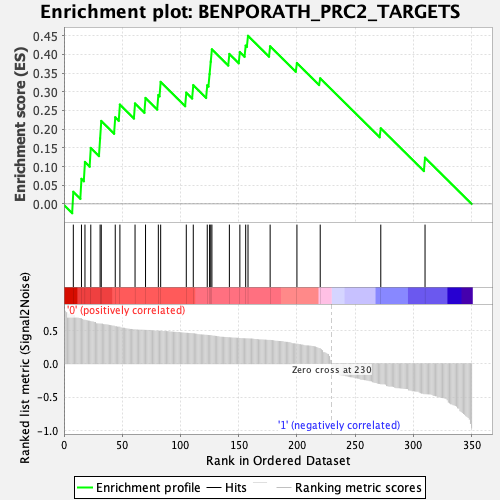 Enrichment plot: BENPORATH_PRC2_TARGETS
Enrichment score (ES)
0.45
0.40
0.35
0.30
0.25
0.20
0.15
0.10
0.05
0.00
'0' (positively correlated)
Ranked list metric (Signal2Noise)
0.5
0.0
-0.5
-1.0
Zero cross at 230
'1' (negatively correlated)
0 50 100 150 200 250 300 350
Rank in Ordered Dataset
Enrichment profile Hits Ranking metric scores